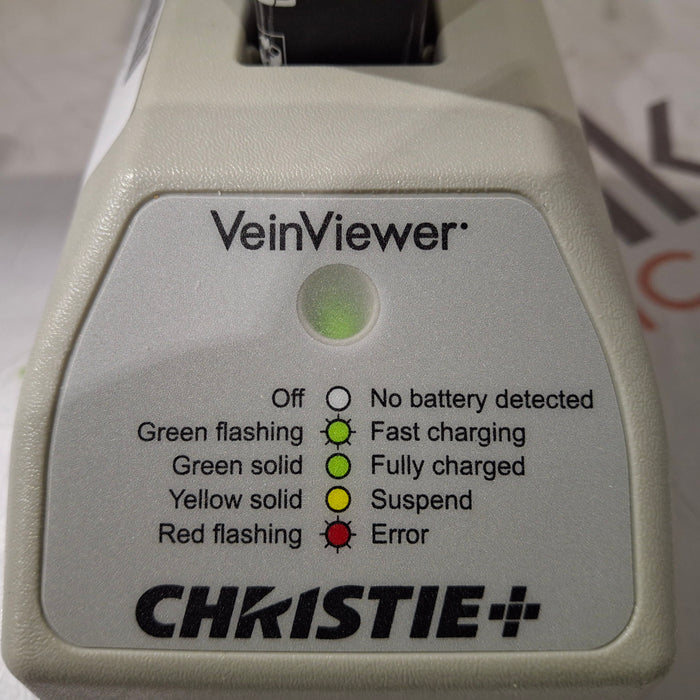 VeinViewer
Off No battery detected
Green flashing Fast charging
Green solid Fully charged
Yellow solid Suspend
Red flashing Error
CHRISTIE+